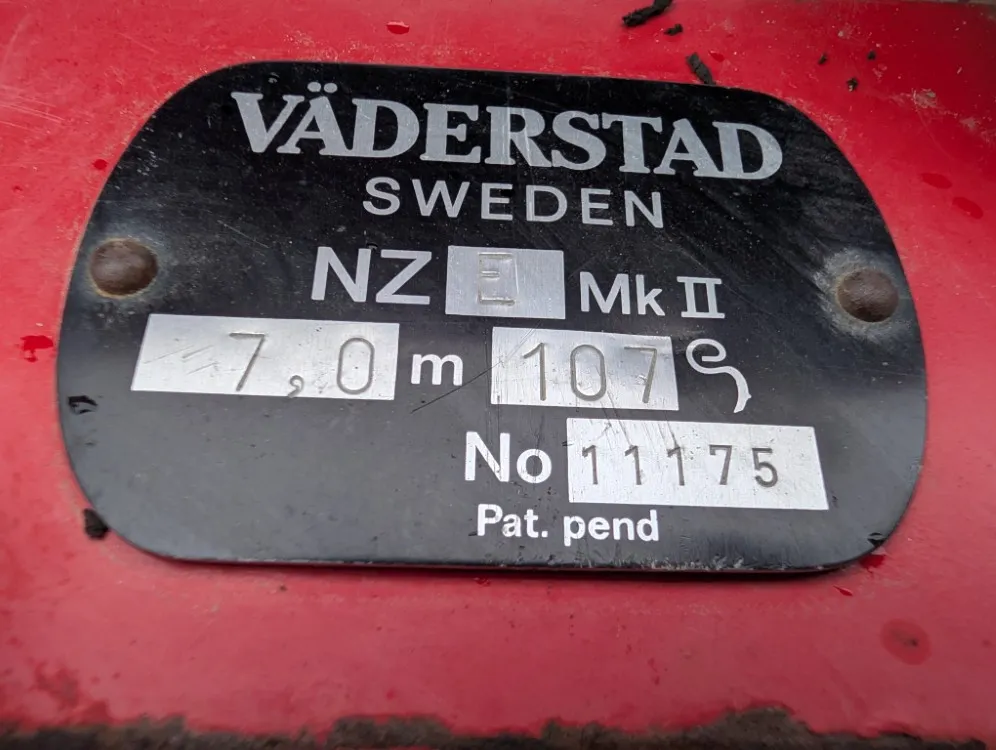 VÄDERSTAD
SWEDEN
NZ E Mk II
7,0 m 107
No 11175
Pat. pend